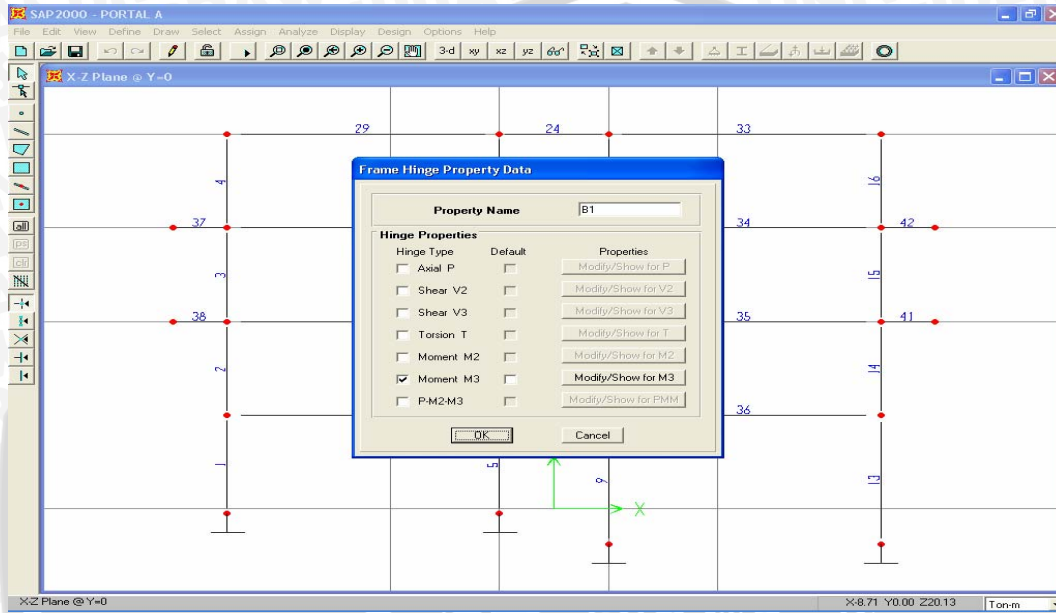 SAP2000 - PORTAL A
File Edit View Define Draw Select Assign Analyze Display Design Options Help
3-d xy xz yz
X-Z Plane @ Y=0
29 24 33
4 16
37 34 42
3 15
38 35 41
2 14
36
1 5 9 13
X
Frame Hinge Property Data
Property Name B1
Hinge Properties
Hinge Type Default Properties
Axial P Modify/Show for P
Shear V2 Modify/Show for V2
Shear V3 Modify/Show for V3
Torsion T Modify/Show for T
Moment M2 Modify/Show for M2
Moment M3 Modify/Show for M3
P-M2-M3 Modify/Show for PMM
OK Cancel
all
ps
clr
X-Z Plane @ Y=0 X-8.71 Y0.00 Z20.13 Ton-m